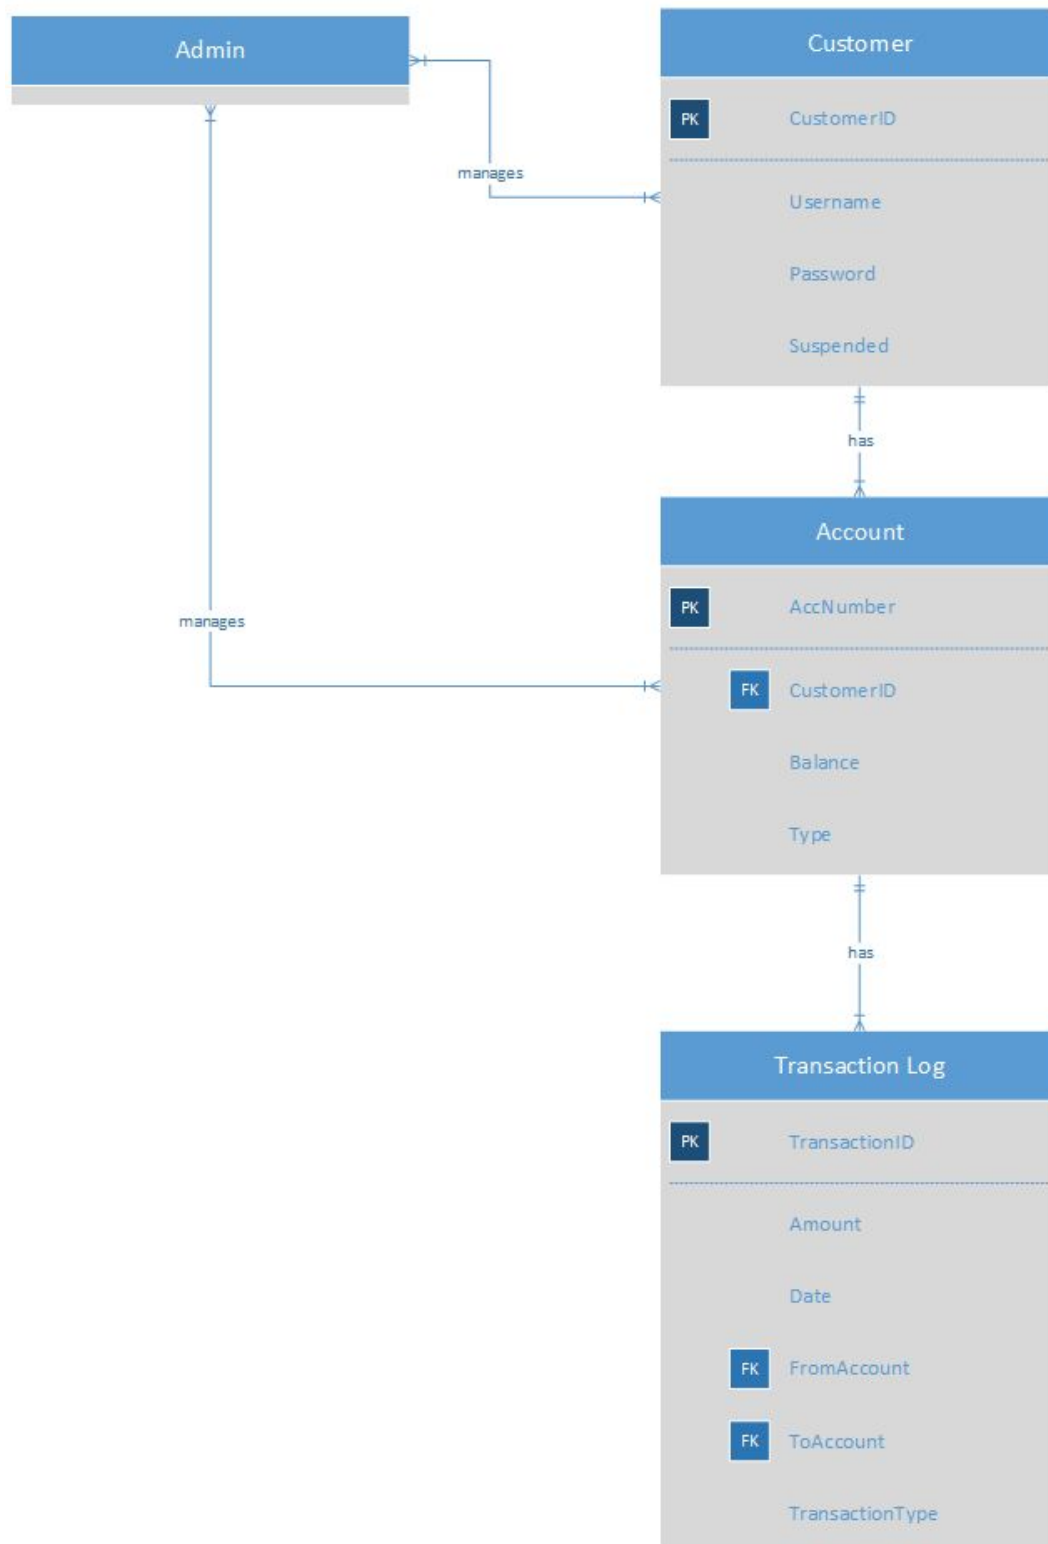 Admin
Customer
PK CustomerID
manages
Username
Password
Suspended
has
Account
PK AccNumber
manages
FK CustomerID
Balance
Type
has
Transaction Log
PK TransactionID
Amount
Date
FK FromAccount
FK ToAccount
TransactionType